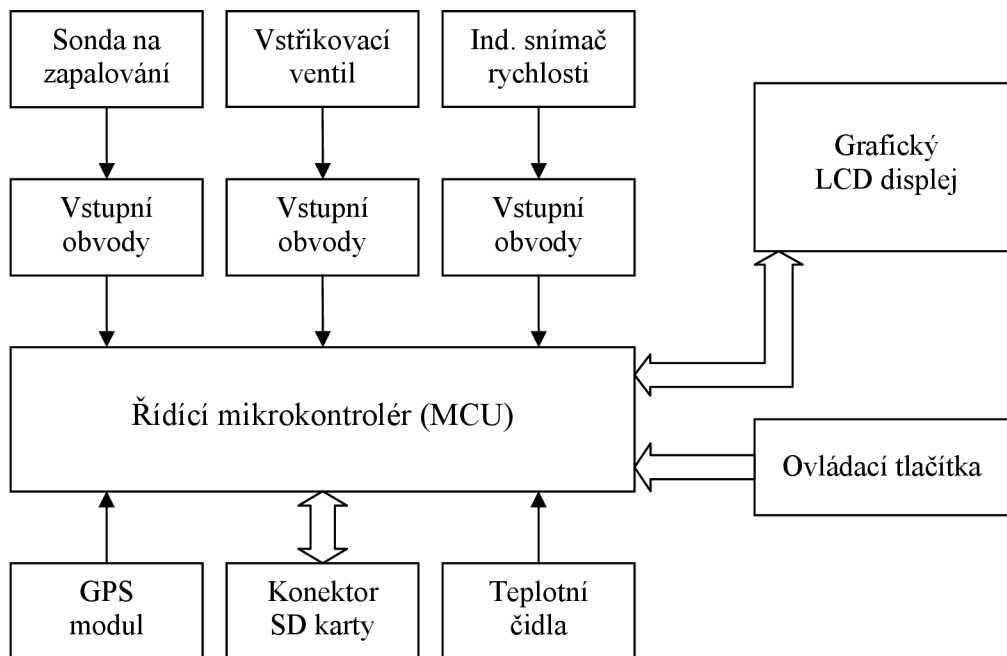 Sonda na
zapalování
Vstřikovací
ventil
Ind. snímač
rychlosti
Grafický
LCD displej
Vstupní
obvody
Vstupní
obvody
Vstupní
obvody
Řídící mikrokontrolér (MCU)
Ovládací tlačítka
GPS
modul
Konektor
SD karty
Teplotní
čidla